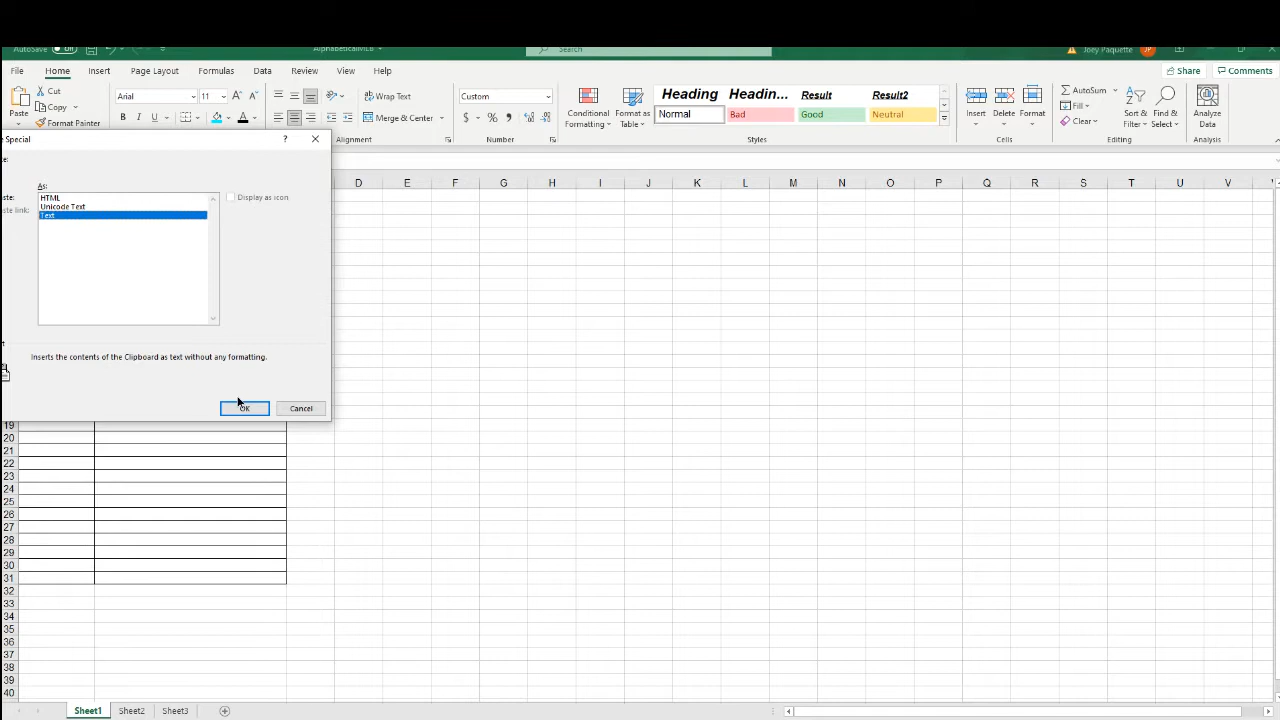 AutoSave Off AlphabeticalMLB Search Joey Paquette JP
File Home Insert Page Layout Formulas Data Review View Help Share Comments
Paste Cut Copy Format Painter
Arial 11 B I U Wrap Text Merge & Center
Alignment
Custom $ % 9
Number
Conditional Formatting Format as Table
Heading Headin... Result Result2
Normal Bad Good Neutral
Styles
Insert Delete Format
Cells
AutoSum Fill Clear Sort & Filter Find & Select
Editing
Analyze Data
Analysis
Special ? ×
As:
HTML
Unicode Text
Text
Display as icon
Inserts the contents of the Clipboard as text without any formatting.
OK Cancel
D E F G H I J K L M N O P Q R S T U V
19
20
21
22
23
24
25
26
27
28
29
30
31
32
33
34
35
36
37
38
39
40
Sheet1 Sheet2 Sheet3